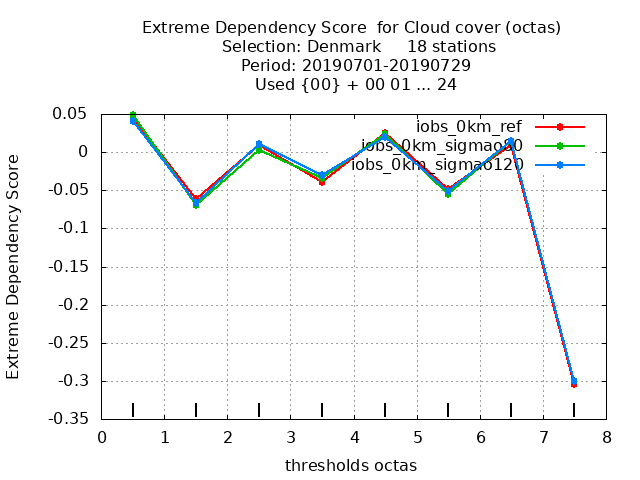 Extreme Dependency Score for Cloud cover (octas)
Selection: Denmark 18 stations
Period: 20190701-20190729
Used {00} + 00 01 ... 24
Extreme Dependency Score
0.05
0
-0.05
-0.1
-0.15
-0.2
-0.25
-0.3
-0.35
iobs_0km_ref
iobs_0km_sigmao80
iobs_0km_sigmao120
0 1 2 3 4 5 6 7 8
thresholds octas